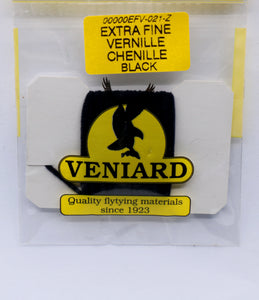 00000EFV-021-Z
EXTRA FINE
VERNILLE
CHENILLE
BLACK
VENIARD
Quality flytying materials
since 1923